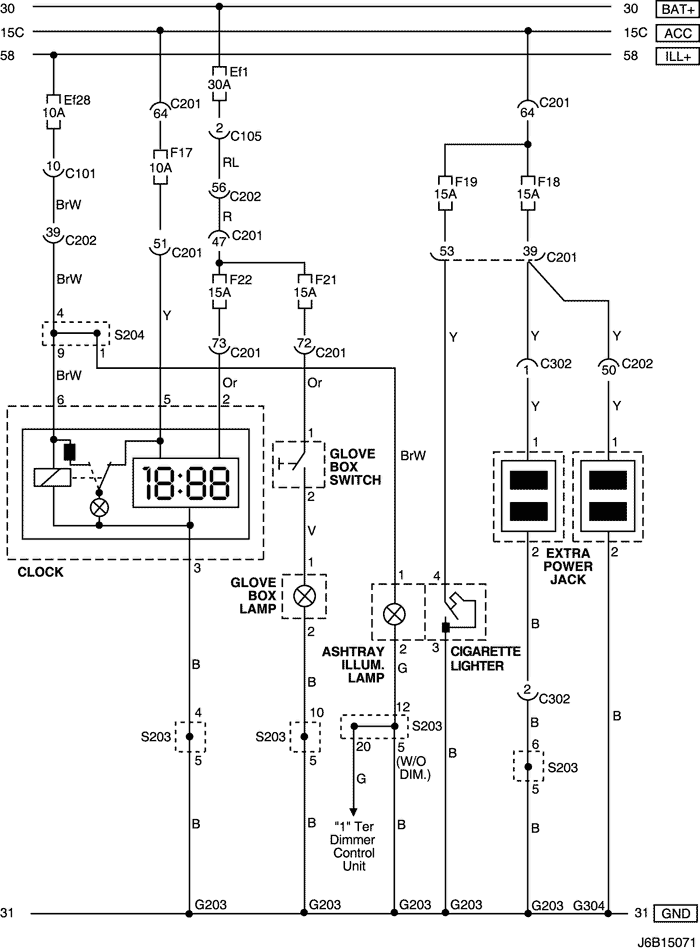 30 30 BAT+
15C 15C ACC
58 58 ILL+
Ef1
30A
Ef28
10A
C201
64
C201
64
2 C105
F17
10A
RL
10 C101
F19
15A
F18
15A
56 C202
BrW
R
39 C202
C201
47
51 C201
53 39 C201
BrW
F22
15A
F21
15A
4
Y
S204
9 1
73 C201
72 C201
Y Y Y
C302
1
C202
50
BrW
Or Or
6 5 2
Y Y
1
GLOVE
BOX
SWITCH
1 1
BrW
18:88
2
V
CLOCK
3
2 2
EXTRA
POWER
JACK
1
GLOVE
BOX
LAMP
1 4
2
B
ASHTRAY
ILLUM.
LAMP
2 3
CIGARETTE
LIGHTER
G
B B
2 C302
4 10 12
B B
S203 S203 S203
20 5
(W/O
DIM.)
6
S203
5 5
B
5
G
B B B
B
"1" Ter
Dimmer
Control
Unit
31 G203 G203 G203 G203 G203 G304 31 GND
J6B15071